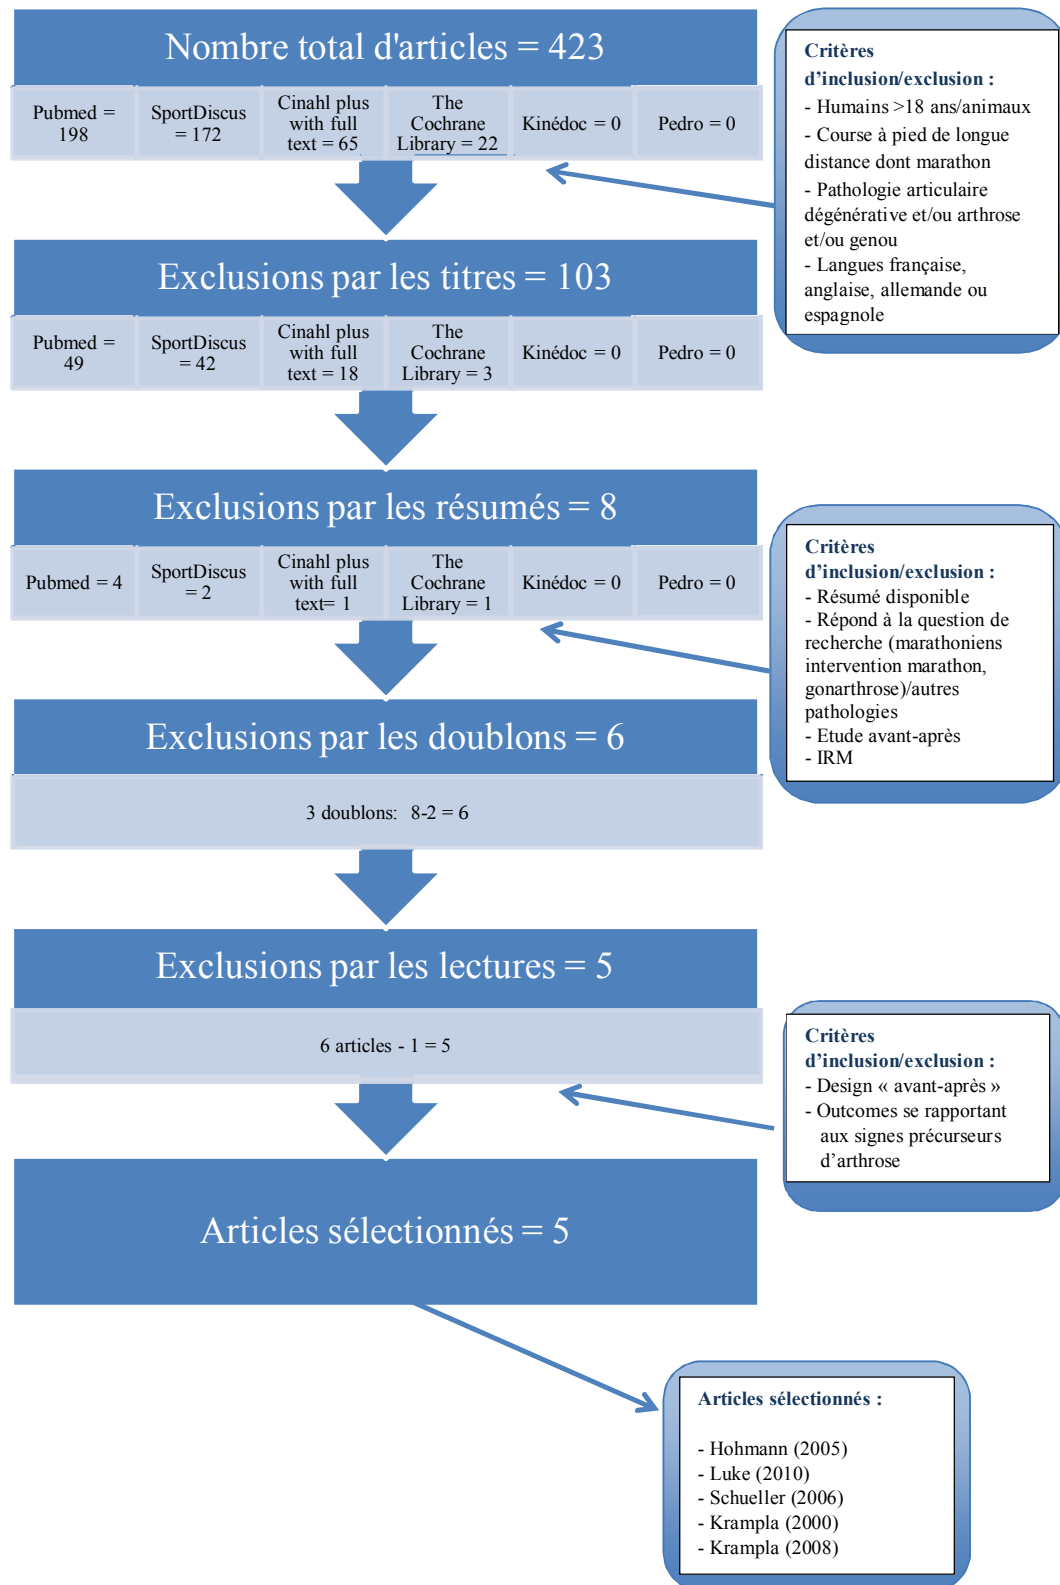 Nombre total d'articles = 423
Pubmed =
198
SportDiscus
= 172
Cinahl plus
with full
text = 65
The
Cochrane
Library = 22
Kinédoc = 0
Pedro = 0
Critères
d'inclusion/exclusion :
- Humains >18 ans/animaux
- Course à pied de longue
distance dont marathon
- Pathologie articulaire
dégénérative et/ou arthrose
et/ou genou
- Langues française,
anglaise, allemande ou
espagnole
Exclusions par les titres = 103
Pubmed =
49
SportDiscus
= 42
Cinahl plus
with full
text = 18
The
Cochrane
Library = 3
Kinédoc = 0
Pedro = 0
Exclusions par les résumés = 8
Pubmed = 4
SportDiscus
= 2
Cinahl plus
with full
text= 1
The
Cochrane
Library = 1
Kinédoc = 0
Pedro = 0
Critères
d'inclusion/exclusion :
- Résumé disponible
- Répond à la question de
recherche (marathoniens
intervention marathon,
gonarthrose)/autres
pathologies
- Etude avant-après
- IRM
Exclusions par les doublons = 6
3 doublons: 8-2 = 6
Exclusions par les lectures = 5
6 articles - 1 = 5
Critères
d'inclusion/exclusion :
- Design « avant-après »
- Outcomes se rapportant
aux signes précurseurs
d'arthrose
Articles sélectionnés = 5
Articles sélectionnés :
- Hohmann (2005)
- Luke (2010)
- Schueller (2006)
- Krampla (2000)
- Krampla (2008)